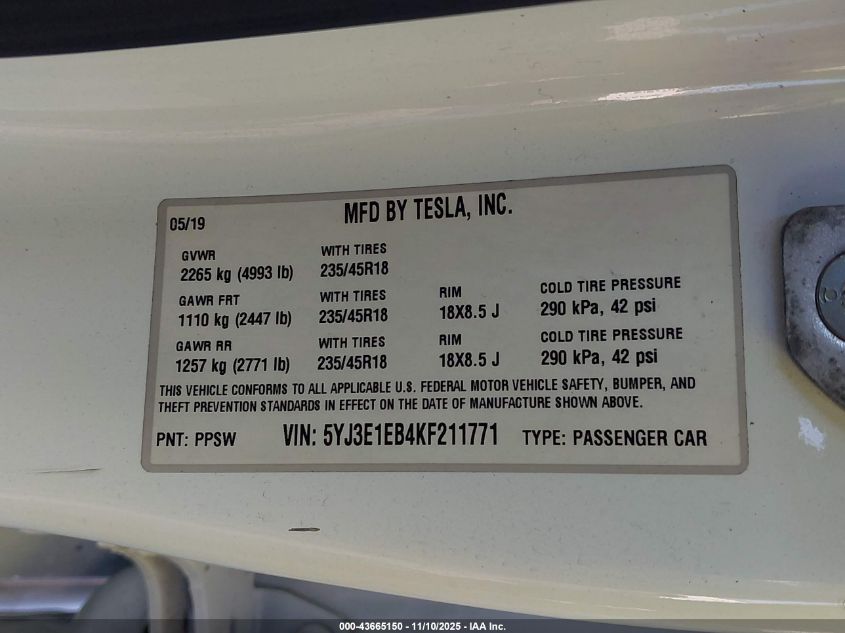 05/19
MFD BY TESLA, INC.
GVWR
2265 kg (4993 lb)
WITH TIRES
235/45R18
GAWR FRT
1110 kg (2447 lb)
WITH TIRES
235/45R18
RIM
18X8.5 J
COLD TIRE PRESSURE
290 kPa, 42 psi
GAWR RR
1257 kg (2771 lb)
WITH TIRES
235/45R18
RIM
18X8.5 J
COLD TIRE PRESSURE
290 kPa, 42 psi
THIS VEHICLE CONFORMS TO ALL APPLICABLE U.S. FEDERAL MOTOR VEHICLE SAFETY, BUMPER, AND
THEFT PREVENTION STANDARDS IN EFFECT ON THE DATE OF MANUFACTURE SHOWN ABOVE.
PNT: PPSW
VIN: 5YJ3E1EB4KF211771
TYPE: PASSENGER CAR
000-43665150 - 11/10/2025 - IAA Inc.